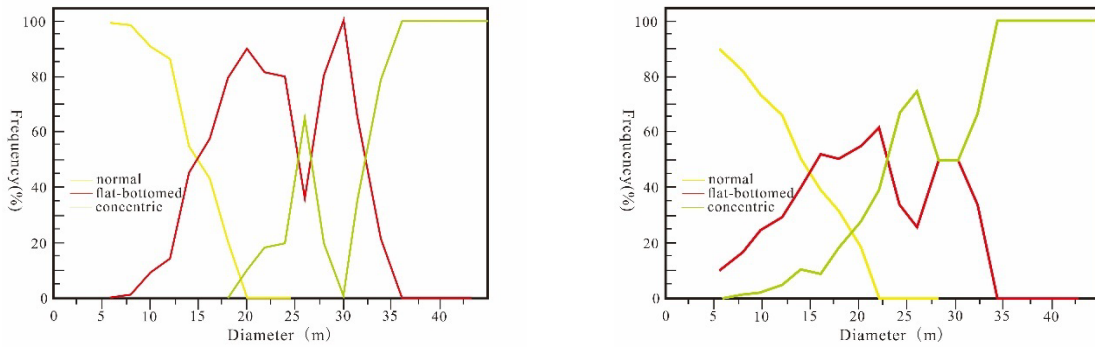 100
80
60
40
20
0
Frequency(%)
normal
flat-bottomed
concentric
0 5 10 15 20 25 30 35 40
Diameter (m)
100
80
60
40
20
0
Frequency(%)
normal
flat-bottomed
concentric
0 5 10 15 20 25 30 35 40
Diameter (m)